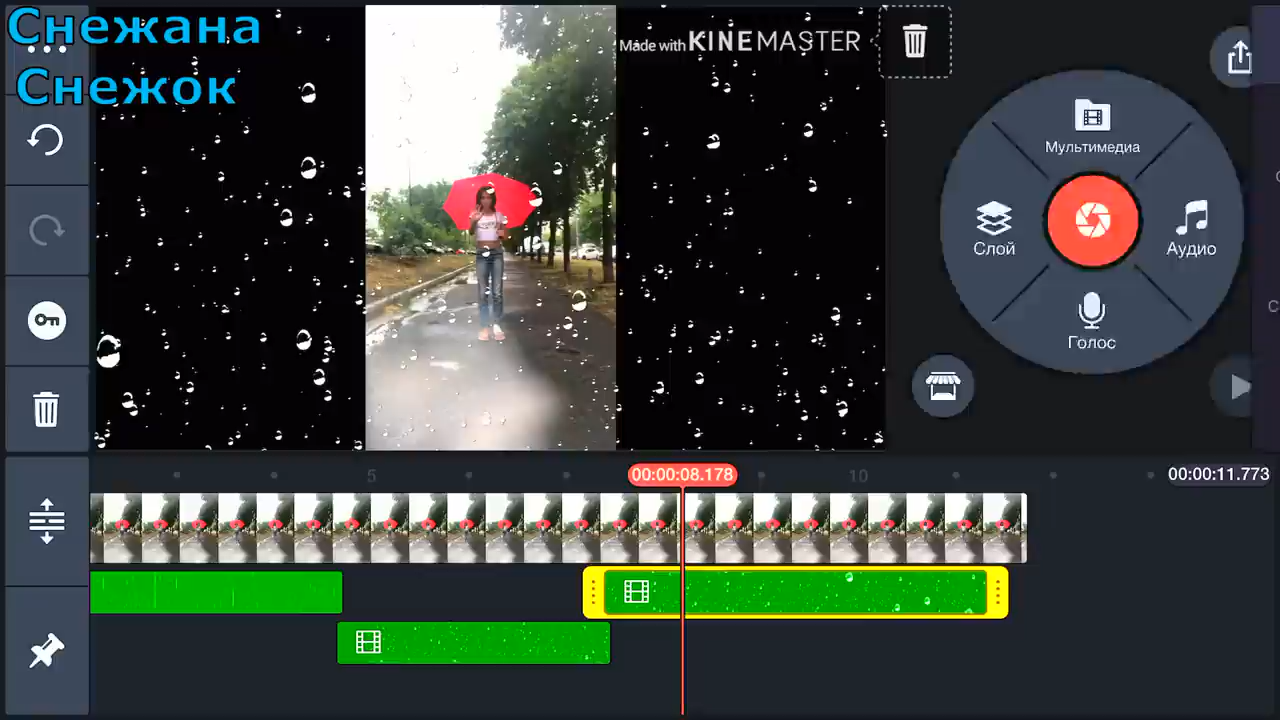 Снежана
Снежок
Made with KINEMASTER
Мультимедиа
Слой
Аудио
Голос
5
00:00:08.178
10
00:00:11.773